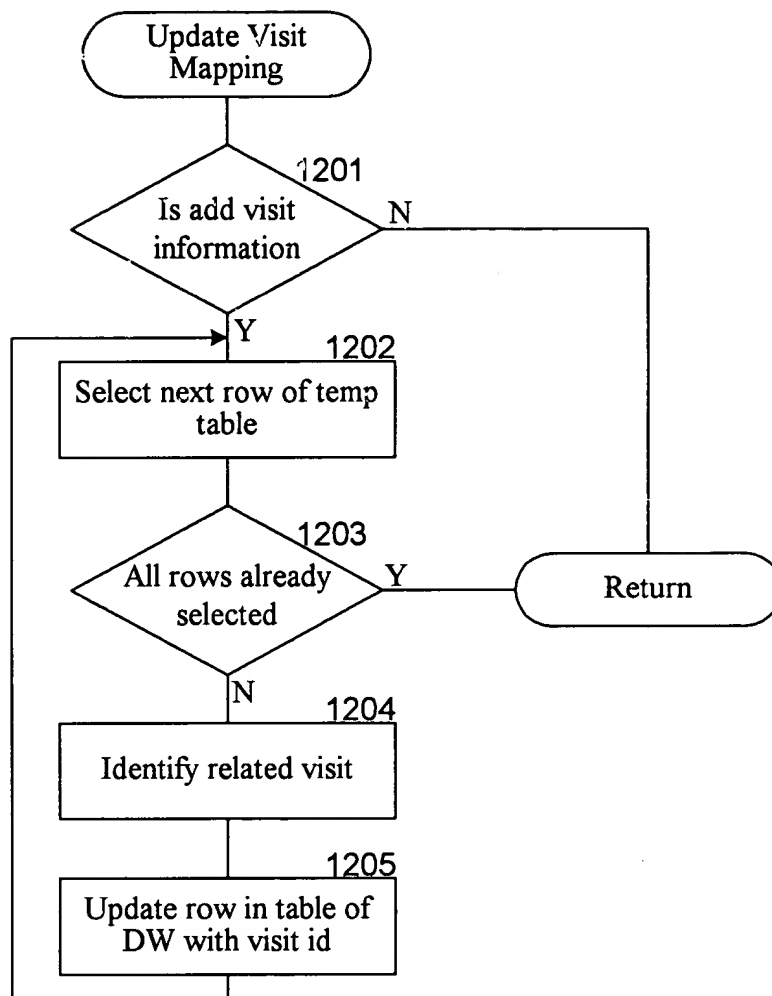 Update Visit
Mapping
1201
Is add visit
information
N
Y
1202
Select next row of temp
table
1203
All rows already
selected
Y
Return
N
1204
Identify related visit
1205
Update row in table of
DW with visit id